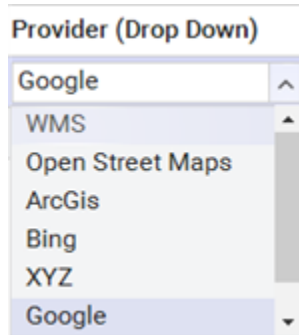 Provider (Drop Down)
Google
WMS
Open Street Maps
ArcGis
Bing
XYZ
Google